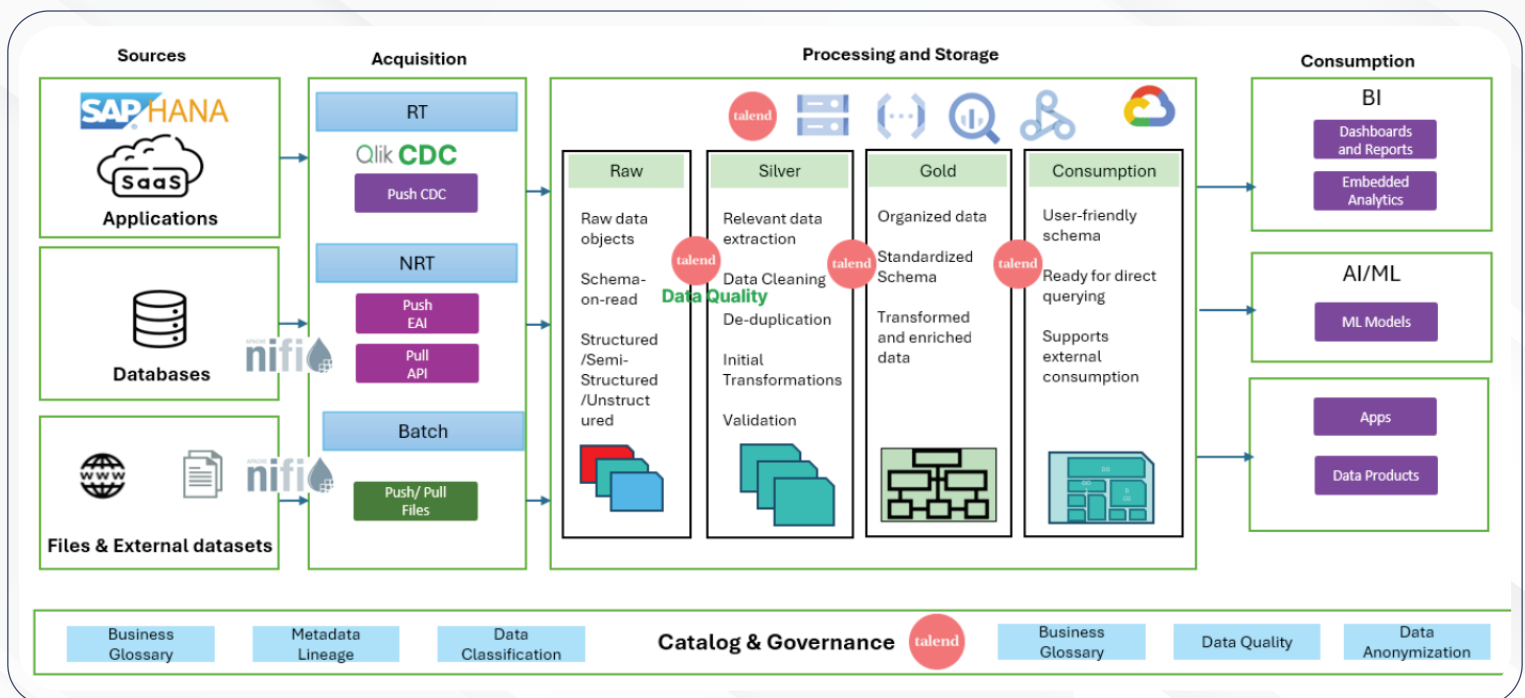 Sources
Acquisition
Processing and Storage
Consumption
SAP HANA
SaaS
Applications
Databases
Files & External datasets
www
APACHE
nifi
APACHE
nifi
RT
Qlik CDC
Push CDC
NRT
Push
EAI
Pull
API
Batch
Push/ Pull
Files
talend
Raw
Raw data
objects
Schema-
on-read
Structured
/Semi-
Structured
/Unstruct
ured
talend
Data Quality
Silver
Relevant data
extraction
Data Cleaning
De-duplication
Initial
Transformations
Validation
talend
Gold
Organized data
Standardized
Schema
Transformed
and enriched
data
talend
Consumption
User-friendly
schema
Ready for direct
querying
Supports
external
consumption
BI
Dashboards
and Reports
Embedded
Analytics
AI/ML
ML Models
Apps
Data Products
Business
Glossary
Metadata
Lineage
Data
Classification
Catalog & Governance
talend
Business
Glossary
Data Quality
Data
Anonymization